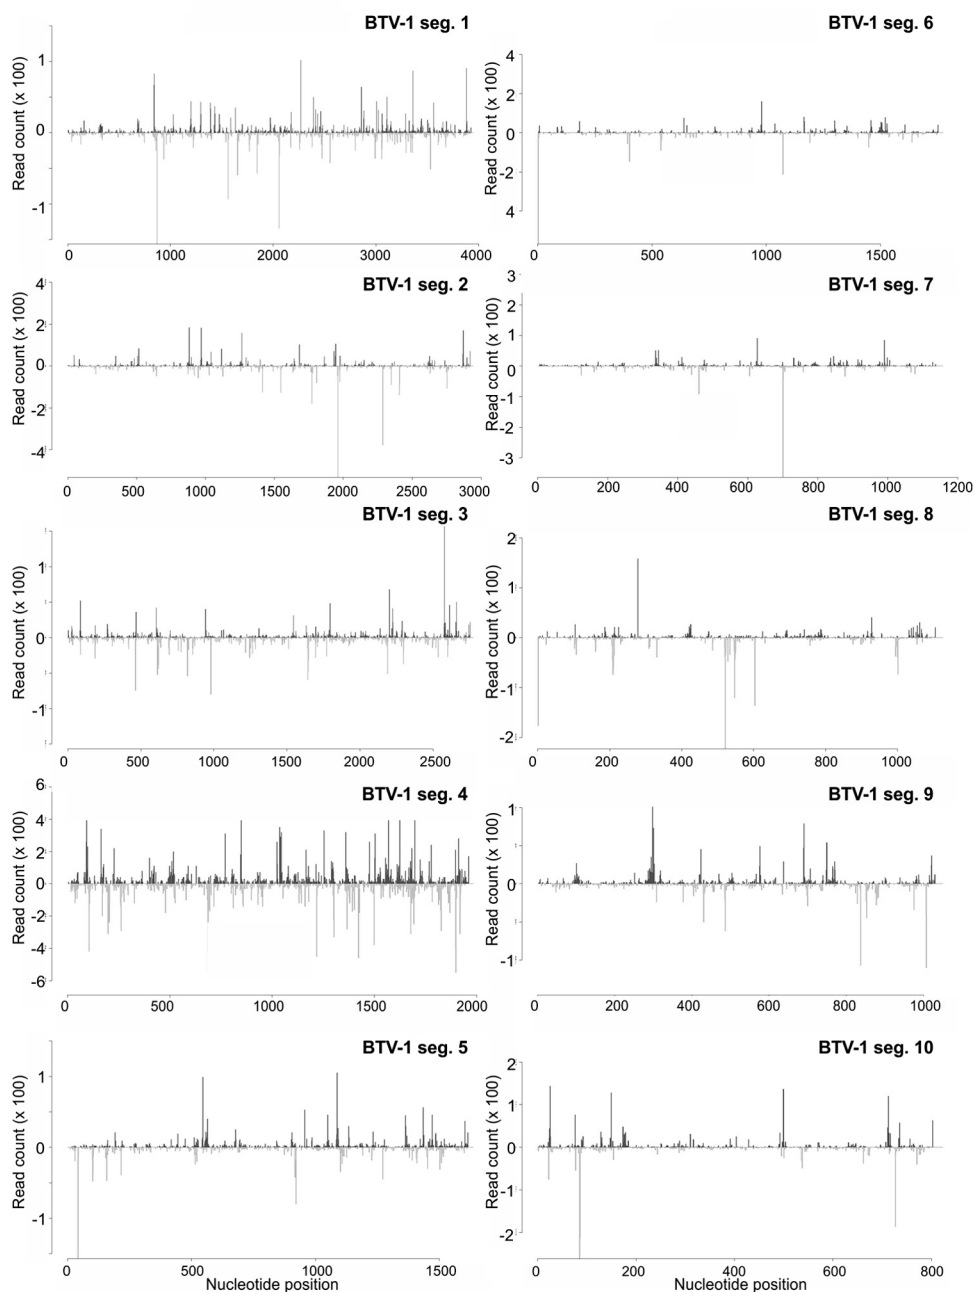 BTV-1 seg. 1
Read count (x 100)
1
0
-1
0 1000 2000 3000 4000
BTV-1 seg. 6
Read count (x 100)
4
2
0
-2
4
0 500 1000 1500
BTV-1 seg. 2
Read count (x 100)
4
2
0
-2
-4
0 500 1000 1500 2000 2500 3000
BTV-1 seg. 7
Read count (x 100)
3
2
1
0
-1
-2
-3
0 200 400 600 800 1000 1200
BTV-1 seg. 3
Read count (x 100)
1
0
-1
0 500 1000 1500 2000 2500
BTV-1 seg. 8
Read count (x 100)
2
1
0
-1
-2
0 200 400 600 800 1000
BTV-1 seg. 4
Read count (x 100)
6
4
2
0
-2
-4
-6
0 500 1000 1500 2000
BTV-1 seg. 9
Read count (x 100)
1
0
-1
0 200 400 600 800 1000
BTV-1 seg. 5
Read count (x 100)
1
0
-1
0 500 1000 1500
Nucleotide position
BTV-1 seg. 10
Read count (x 100)
2
1
0
-1
-2
0 200 400 600 800
Nucleotide position